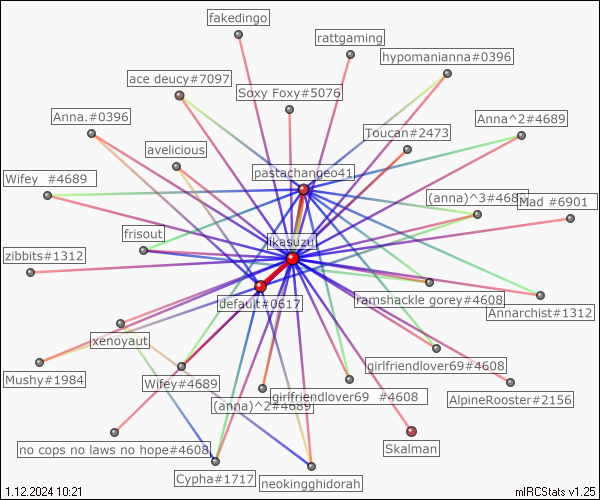 fakedingo
rattgaming
hypomanianna#0396
ace deucy#7097
Soxy Foxy#5076
Anna.#0396
Anna^2#4689
Toucan#2473
avelicious
pastachangeo41
Wifey #4689
(anna)^3#4689
Mad #6901
frisout
likasuzu
zibbits#1312
default#0617
ramshackle gorey#4608
Annarchist#1312
xenoyaut
girlfriendlover69#4608
Mushy#1984
Wifey#4689
girlfriendlover69 #4608
AlpineRooster#2156
(anna)^2#4689
no cops no laws no hope#4608
Skalman
Cypha#1717
neokingghidorah
1.12.2024 10:21
mIRCStats v1.25